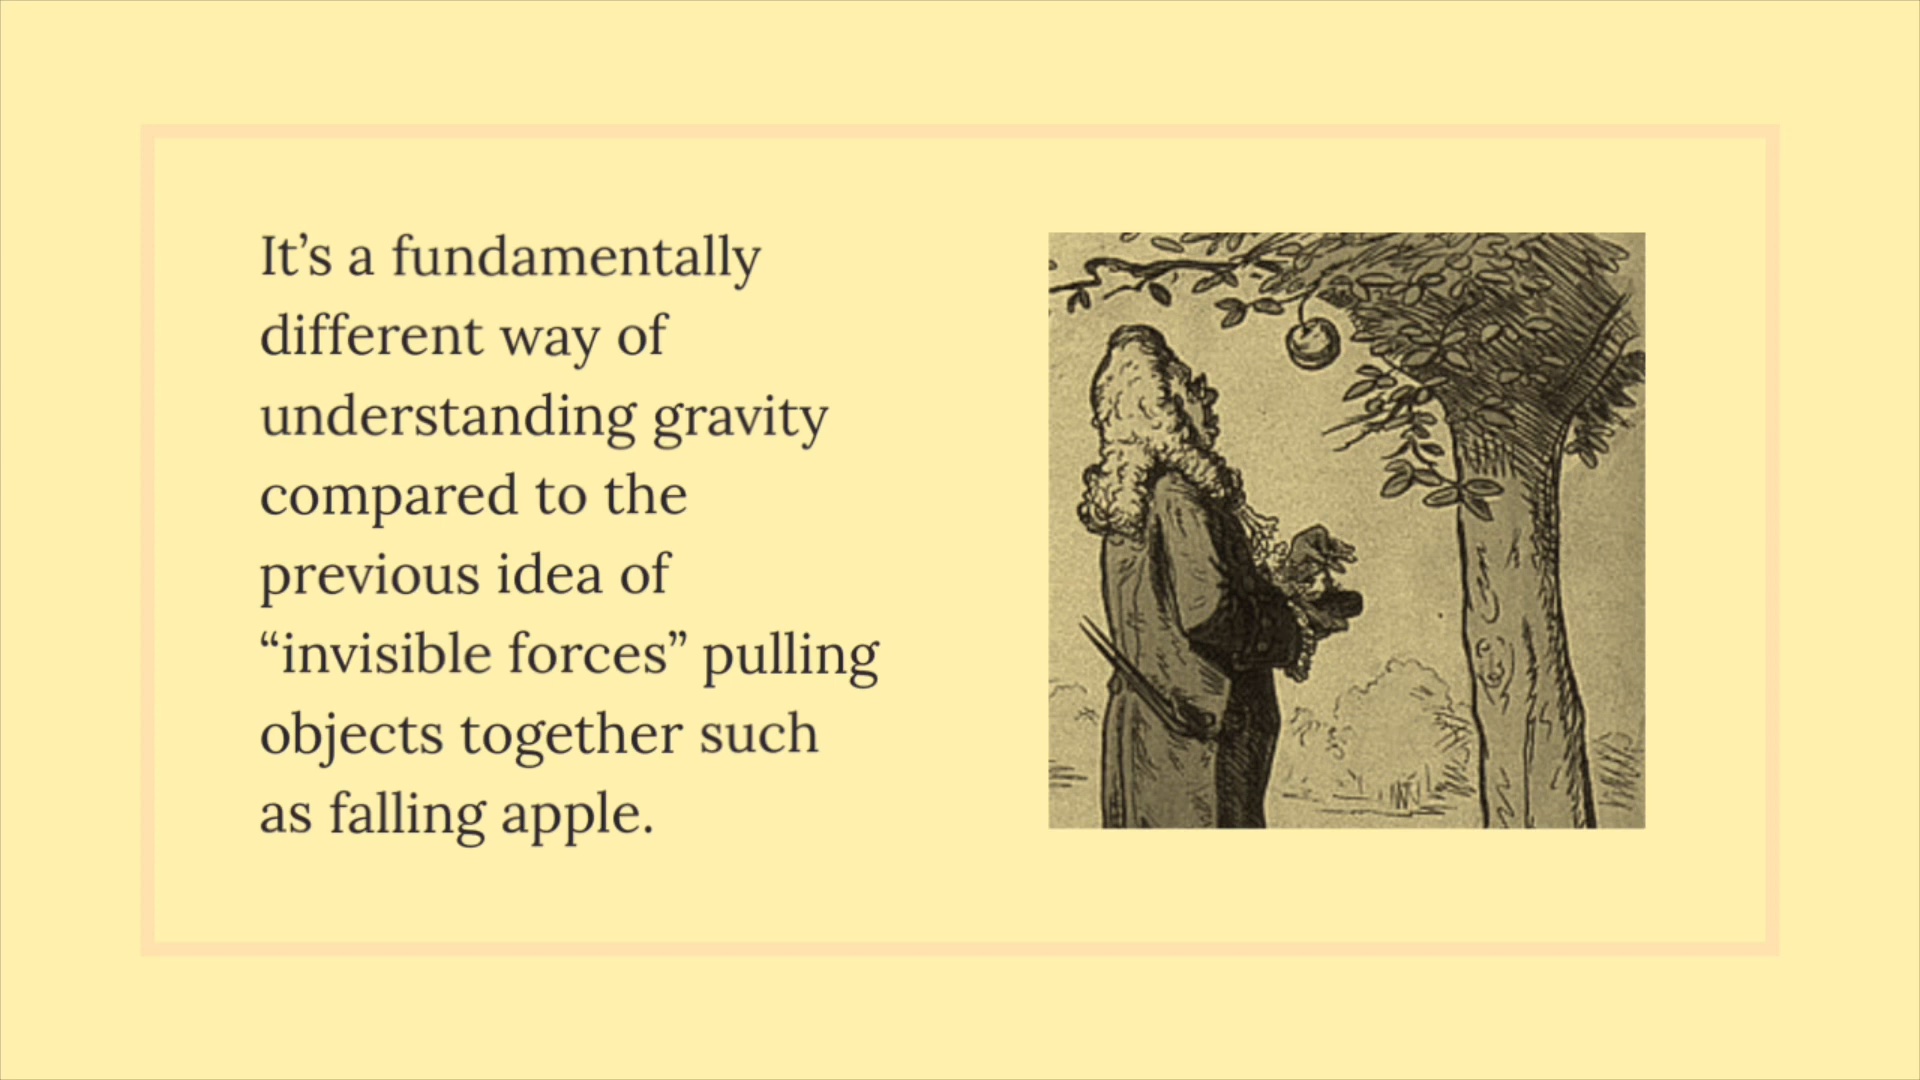 It’s a fundamentally
different way of
understanding gravity
compared to the
previous idea of
“invisible forces” pulling
objects together such
as falling apple.